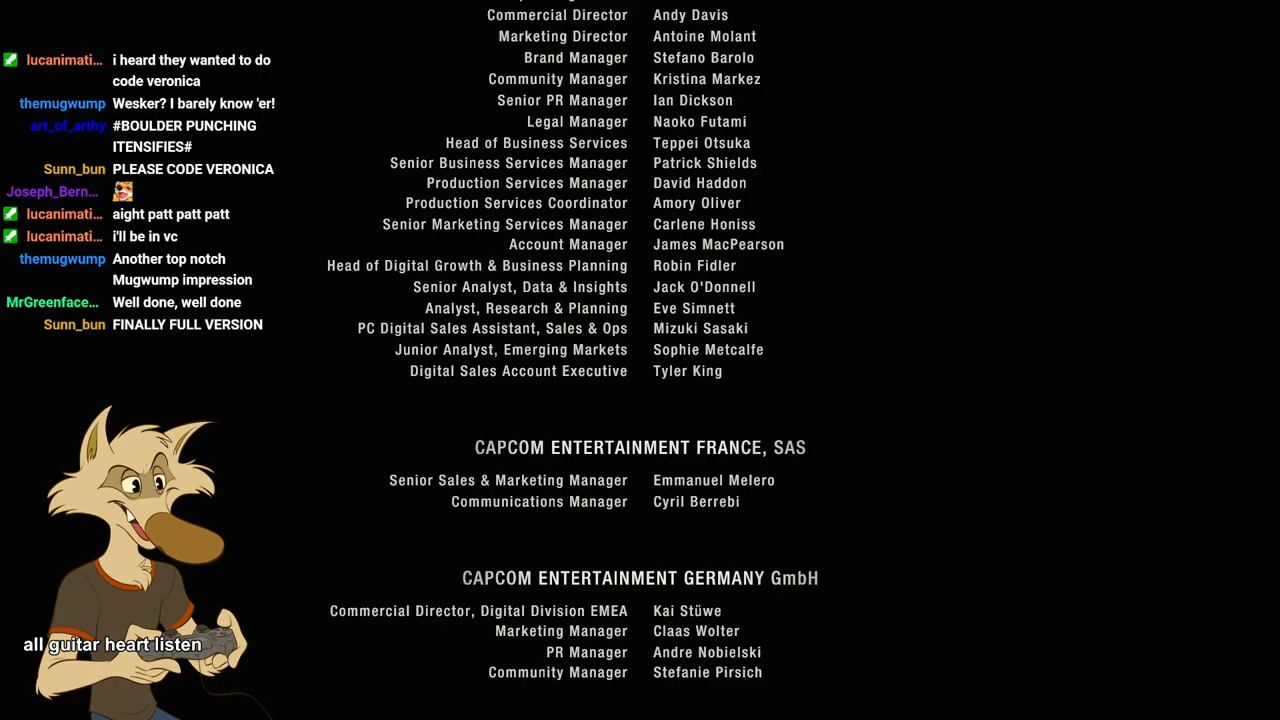 lucanimati... i heard they wanted to do
code veronica
themugwump Wesker? I barely know 'er!
art_of_arthy #BOULDER PUNCHING
ITENSIFIES#
Sunn_bun PLEASE CODE VERONICA
Joseph_Bern...
lucanimati... aight patt patt patt
lucanimati... i'll be in vc
themugwump Another top notch
Mugwump impression
MrGreenface... Well done, well done
Sunn_bun FINALLY FULL VERSION
all guitar heart listen
Commercial Director Andy Davis
Marketing Director Antoine Molant
Brand Manager Stefano Barolo
Community Manager Kristina Markez
Senior PR Manager Ian Dickson
Legal Manager Naoko Futami
Head of Business Services Teppei Otsuka
Senior Business Services Manager Patrick Shields
Production Services Manager David Haddon
Production Services Coordinator Amory Oliver
Senior Marketing Services Manager Carlene Honiss
Account Manager James MacPearson
Head of Digital Growth & Business Planning Robin Fidler
Senior Analyst, Data & Insights Jack O'Donnell
Analyst, Research & Planning Eve Simnett
PC Digital Sales Assistant, Sales & Ops Mizuki Sasaki
Junior Analyst, Emerging Markets Sophie Metcalfe
Digital Sales Account Executive Tyler King
CAPCOM ENTERTAINMENT FRANCE, SAS
Senior Sales & Marketing Manager Emmanuel Melero
Communications Manager Cyril Berrebi
CAPCOM ENTERTAINMENT GERMANY GmbH
Commercial Director, Digital Division EMEA Kai Stüwe
Marketing Manager Claas Wolter
PR Manager Andre Nobielski
Community Manager Stefanie Pirsich